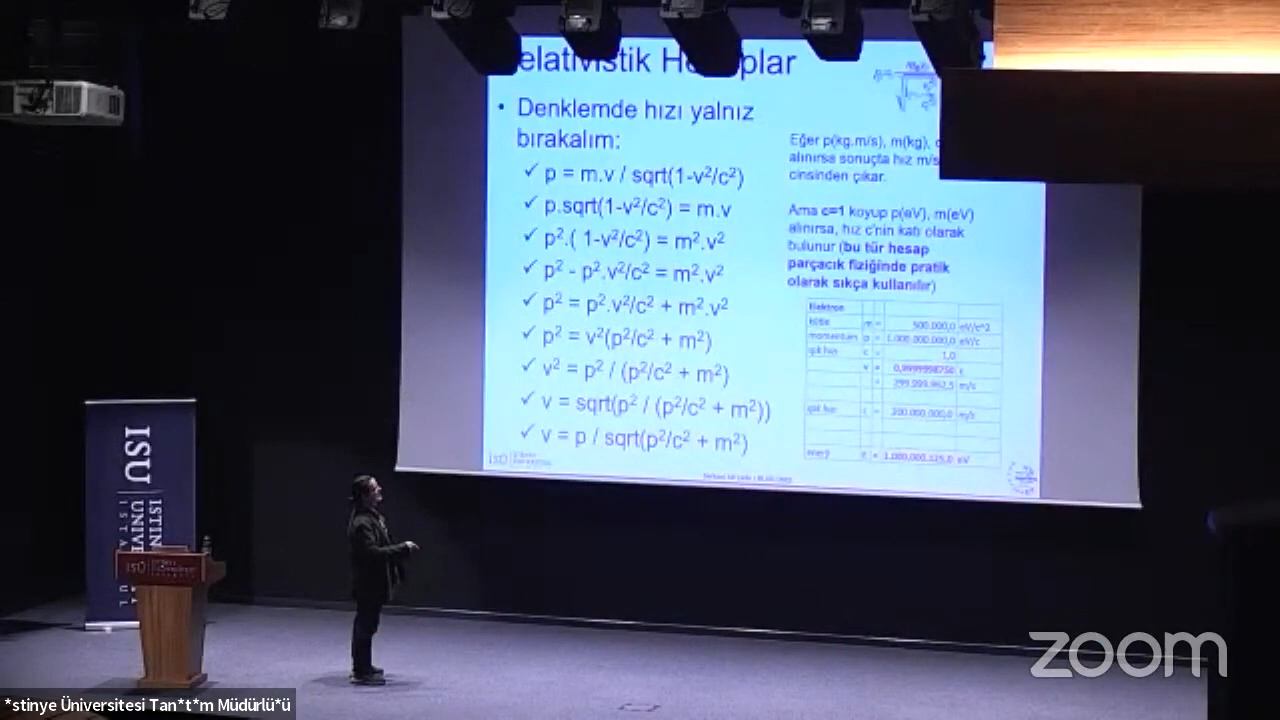 elativistik He plar
• Denklemde hızı yalnız
bırakalım:
✓ p = m.v / sqrt(1-v²/c²)
✓ p.sqrt(1-v²/c²) = m.v
✓ p².( 1-v²/c²) = m².v²
✓ p² - p².v²/c² = m².v²
✓ p² = p².v²/c² + m².v²
✓ p² = v²(p²/c² + m²)
✓ v² = p² / (p²/c² + m²)
✓ v = sqrt(p² / (p²/c² + m²))
✓ v = p / sqrt(p²/c² + m²)
Eğer p(kg.m/s), m(kg),
alınırsa sonuçta hız m/s
cinsinden çıkar.
Ama c=1 koyup p(eV), m(eV)
alınırsa, hız c'nin katı olarak
bulunur (bu tür hesap
parçacık fiziğinde pratik
olarak sıkça kullanılır)
Elektron
kütle m = 500.000,0 eV/c^2
momentum p = 1.000.000.000,0 eV/c
ışık hızı c = 1,0
v = 0,9999998750 c
= 299.999.962,5 m/s
ışık hızı c = 300.000.000,0 m/s
enerji E = 1.000.000.125,0 eV
ISU
ISU
ISTIN
UNIVE
ISTA
UL
ISU
zoom
*stinye Üniversitesi Tan*t*m Müdürlü*ü